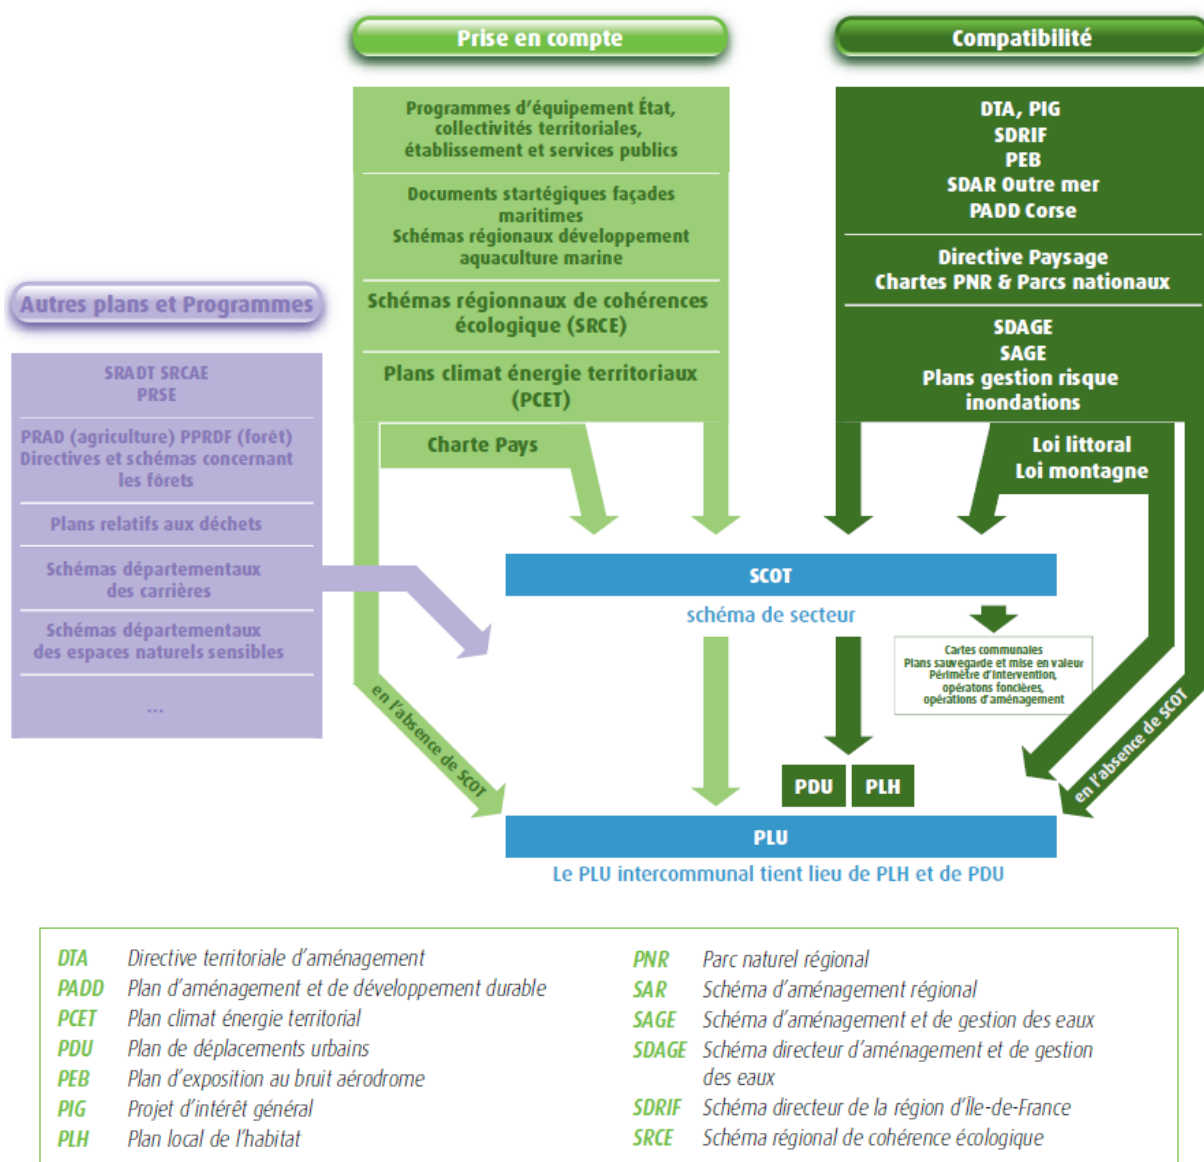 Prise en compte
Programmes d'équipement État,
collectivités territoriales,
établissement et services publics
Documents startégiques façades
maritimes
Schémas régionaux développement
aquaculture marine
Schémas régionnaux de cohérences
écologique (SRCE)
Plans climat énergie territoriaux
(PCET)
Charte Pays
Compatibilité
DTA, PIG
SDRIF
PEB
SDAR Outre mer
PADD Corse
Directive Paysage
Chartes PNR & Parcs nationaux
SDAGE
SAGE
Plans gestion risque
inondations
Loi littoral
Loi montagne
Autres plans et Programmes
SRADT SRCAE
PRSE
PRAD (agriculture) PPRDF (forêt)
Directives et schémas concernant
les fôrets
Plans relatifs aux déchets
Schémas départementaux
des carrières
Schémas départementaux
des espaces naturels sensibles
...
SCOT
schéma de secteur
Cartes communales
Plans sauvegarde et mise en valeur
Périmètre d'intervention,
opératons foncières,
opérations d'aménagement
en l'absence de SCOT
en l'absence de SCOT
PDU
PLH
PLU
Le PLU intercommunal tient lieu de PLH et de PDU
DTA Directive territoriale d'aménagement
PADD Plan d'aménagement et de développement durable
PCET Plan climat énergie territorial
PDU Plan de déplacements urbains
PEB Plan d'exposition au bruit aérodrome
PIG Projet d'intérêt général
PLH Plan local de l'habitat
PNR Parc naturel régional
SAR Schéma d'aménagement régional
SAGE Schéma d'aménagement et de gestion des eaux
SDAGE Schéma directeur d'aménagement et de gestion
des eaux
SDRIF Schéma directeur de la région d'Île-de-France
SRCE Schéma régional de cohérence écologique